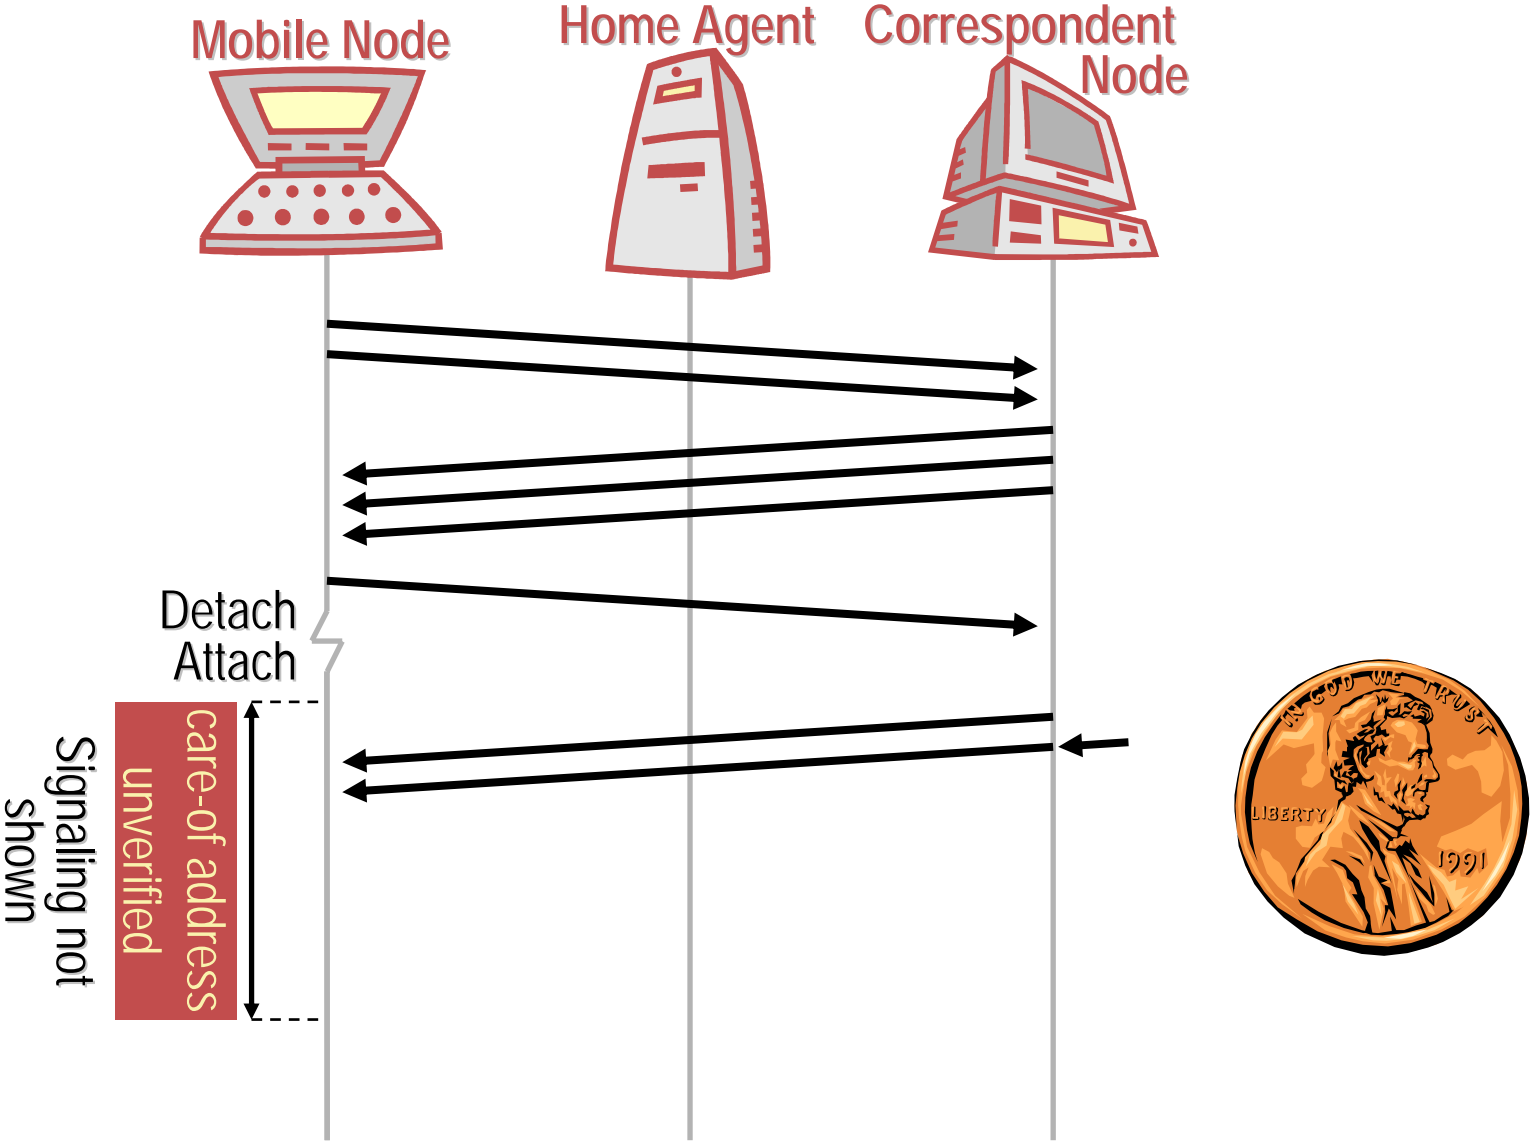 Mobile Node
Home Agent
Correspondent
Node
Detach
Attach
care-of address
unverified
Signaling not
shown
IN GOD WE TRUST
LIBERTY
1991